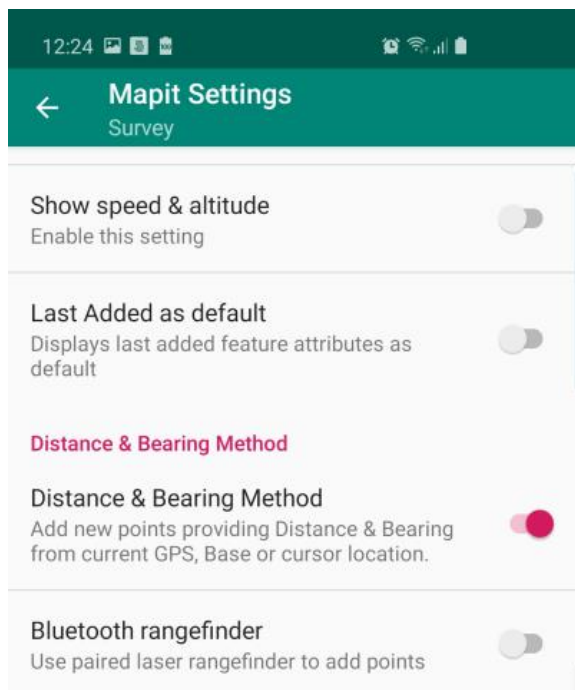 12:24
Mapit Settings
Survey
Show speed & altitude
Enable this setting
Last Added as default
Displays last added feature attributes as
default
Distance & Bearing Method
Distance & Bearing Method
Add new points providing Distance & Bearing
from current GPS, Base or cursor location.
Bluetooth rangefinder
Use paired laser rangefinder to add points